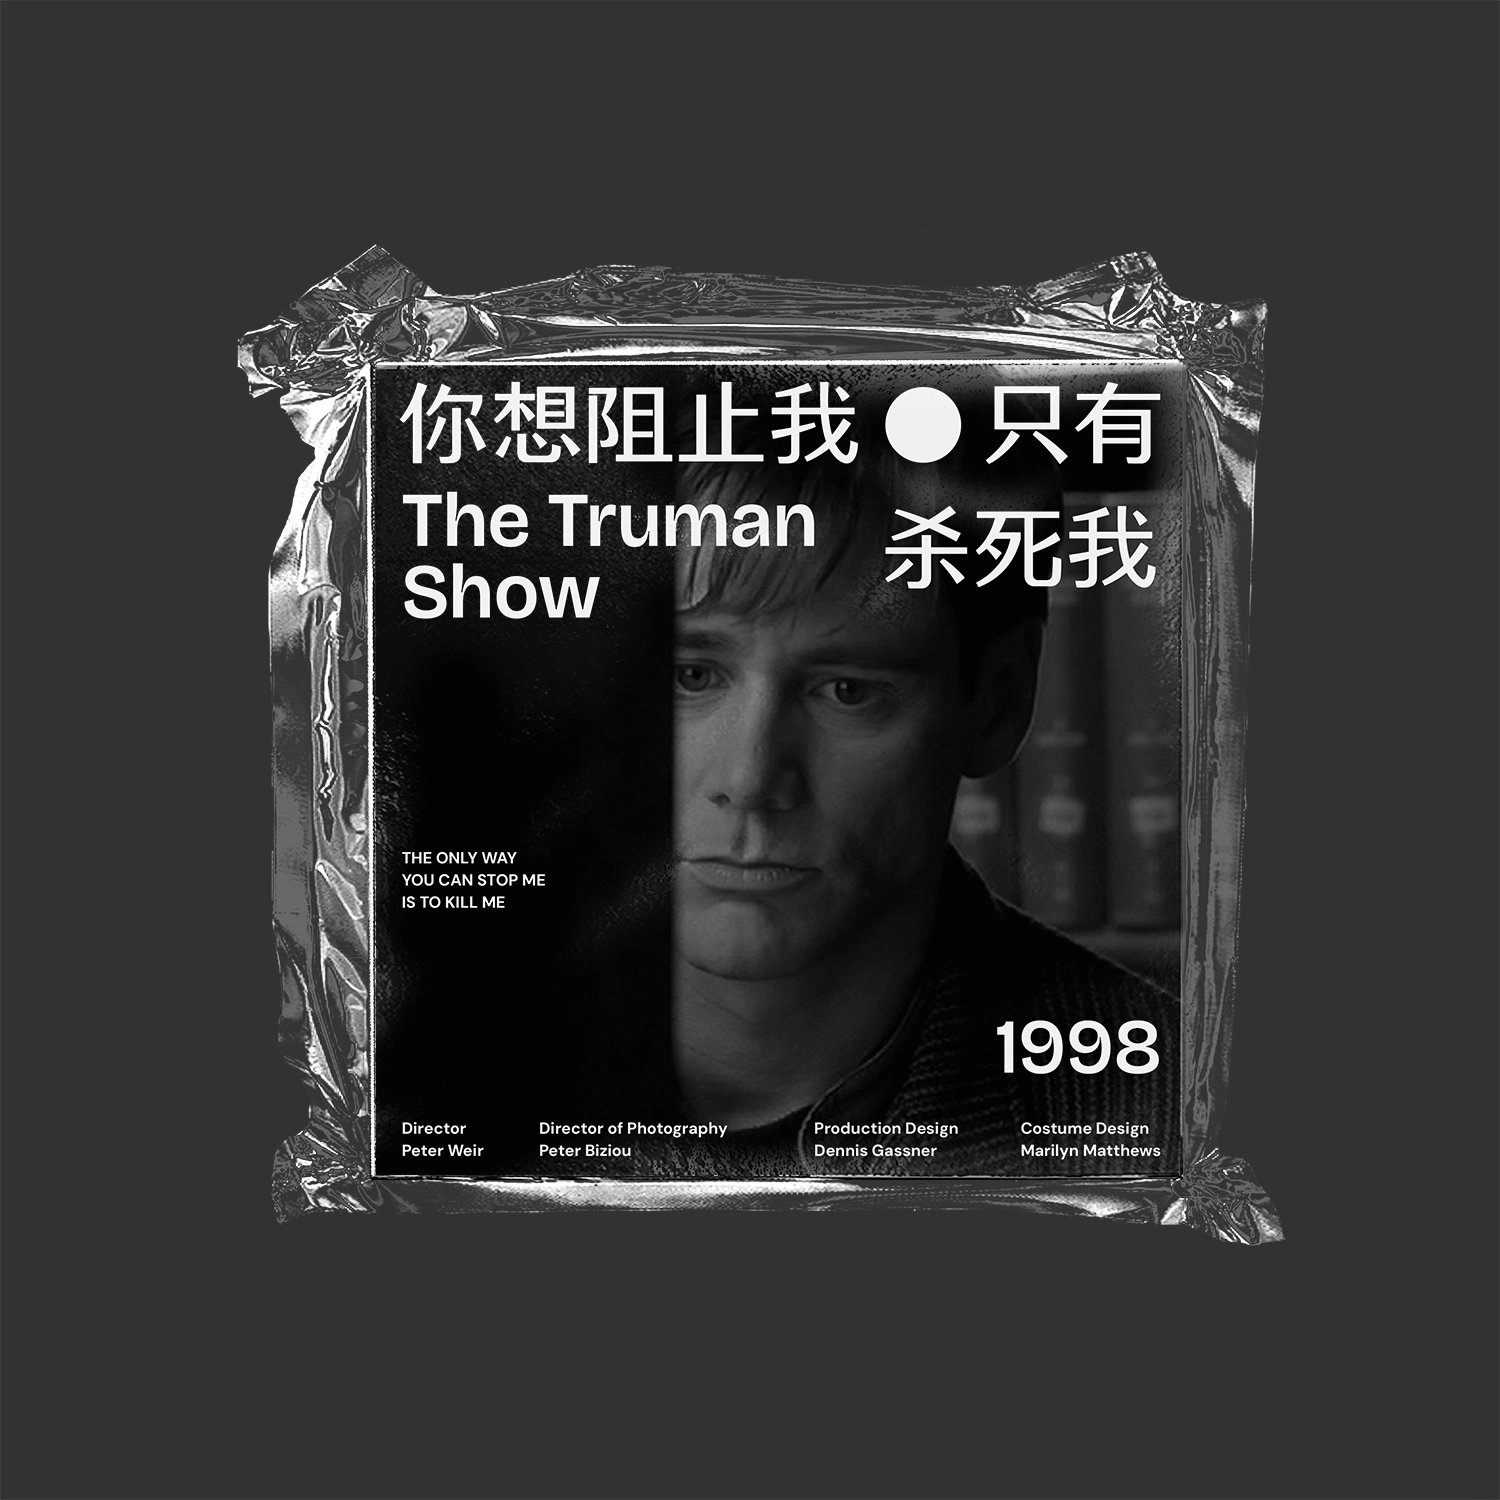 你想阻止我●只有
杀死我
The Truman
Show
THE ONLY WAY
YOU CAN STOP ME
IS TO KILL ME
1998
Director
Peter Weir
Director of Photography
Peter Biziou
Production Design
Dennis Gassner
Costume Design
Marilyn Matthews